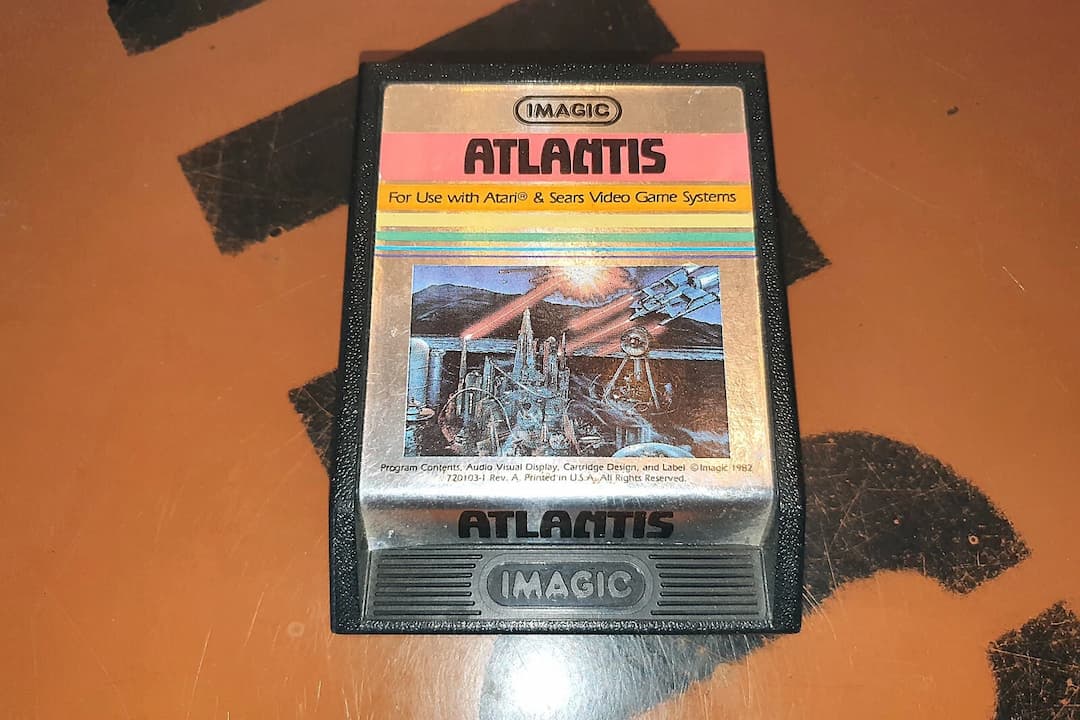 IMAGIC
ATLANTIS
For Use with Atari® & Sears Video Game Systems
Program Contents, Audio Visual Display, Cartridge Design, and Label ©Imagic 1982
720103-1 Rev. A. Printed in U.S.A. All Rights Reserved.
ATLANTIS
IMAGIC